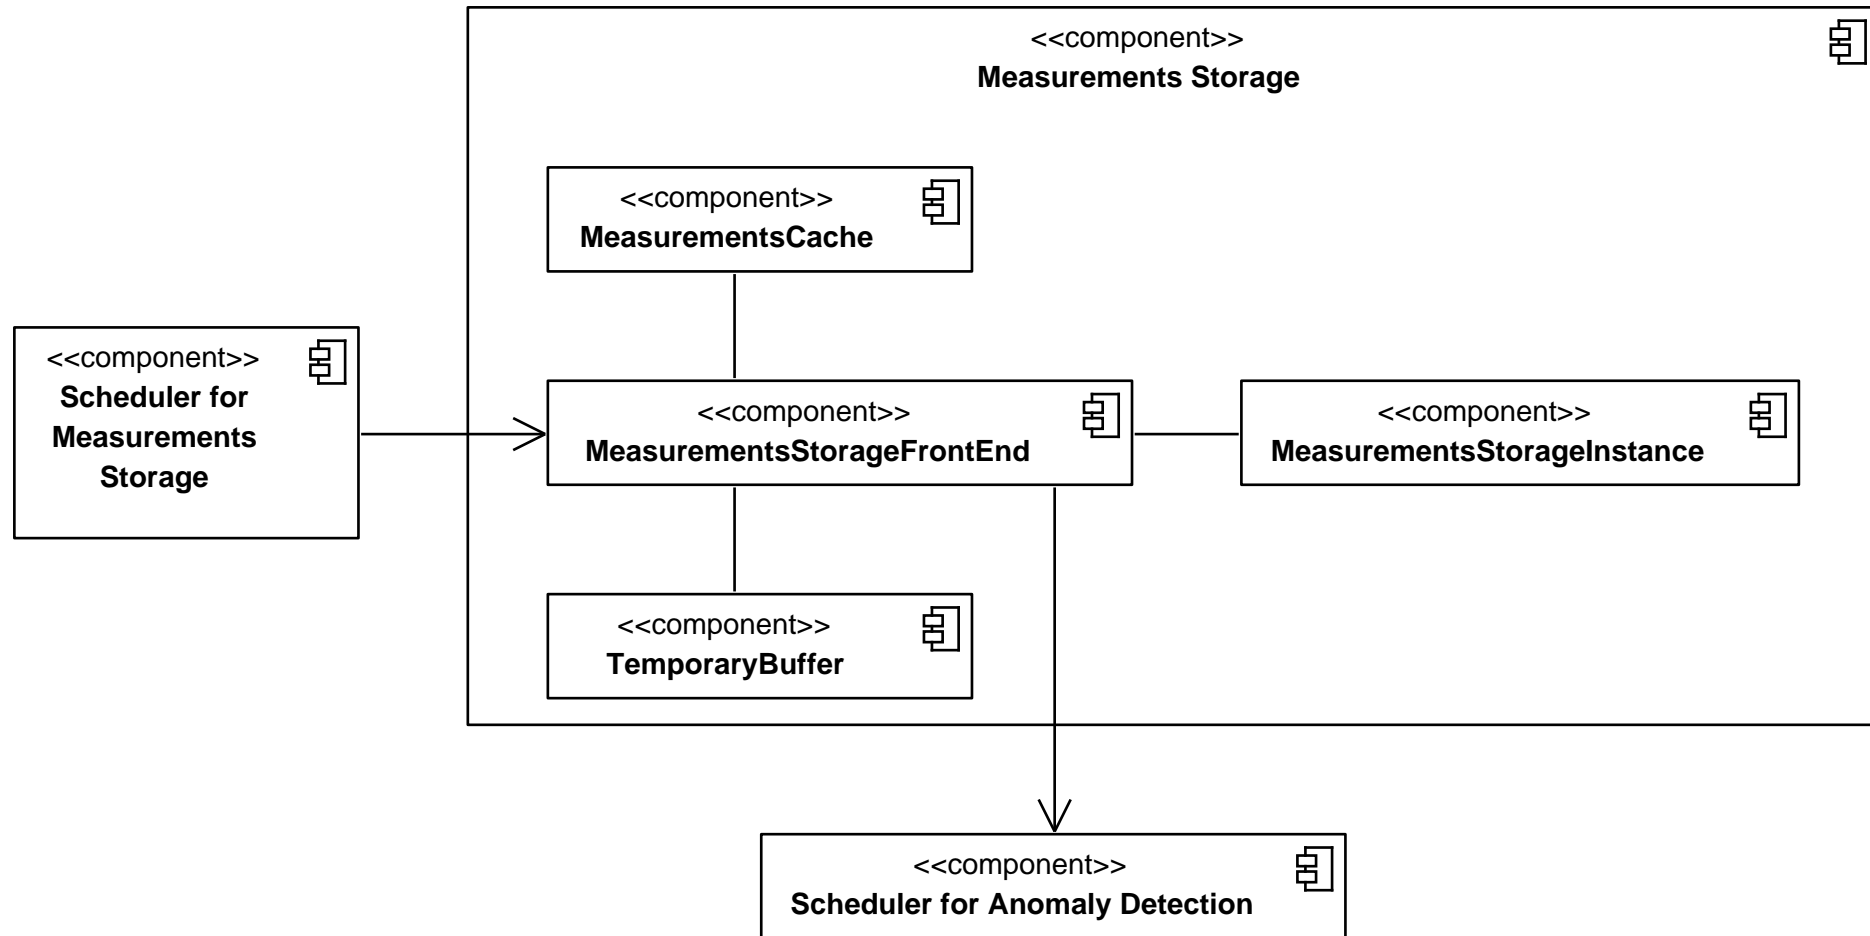 <<component>>
Measurements Storage
<<component>>
MeasurementsCache
<<component>>
Scheduler for
Measurements
Storage
<<component>>
MeasurementsStorageFrontEnd
<<component>>
MeasurementsStorageInstance
<<component>>
TemporaryBuffer
<<component>>
Scheduler for Anomaly Detection